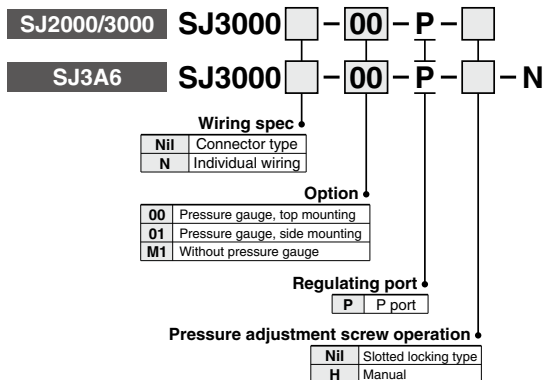 SJ2000/3000 SJ3000 - 00 - P -
SJ3A6 SJ3000 - 00 - P - - N
Wiring spec
Nil Connector type
N Individual wiring
Option
00 Pressure gauge, top mounting
01 Pressure gauge, side mounting
M1 Without pressure gauge
Regulating port
P P port
Pressure adjustment screw operation
Nil Slotted locking type
H Manual